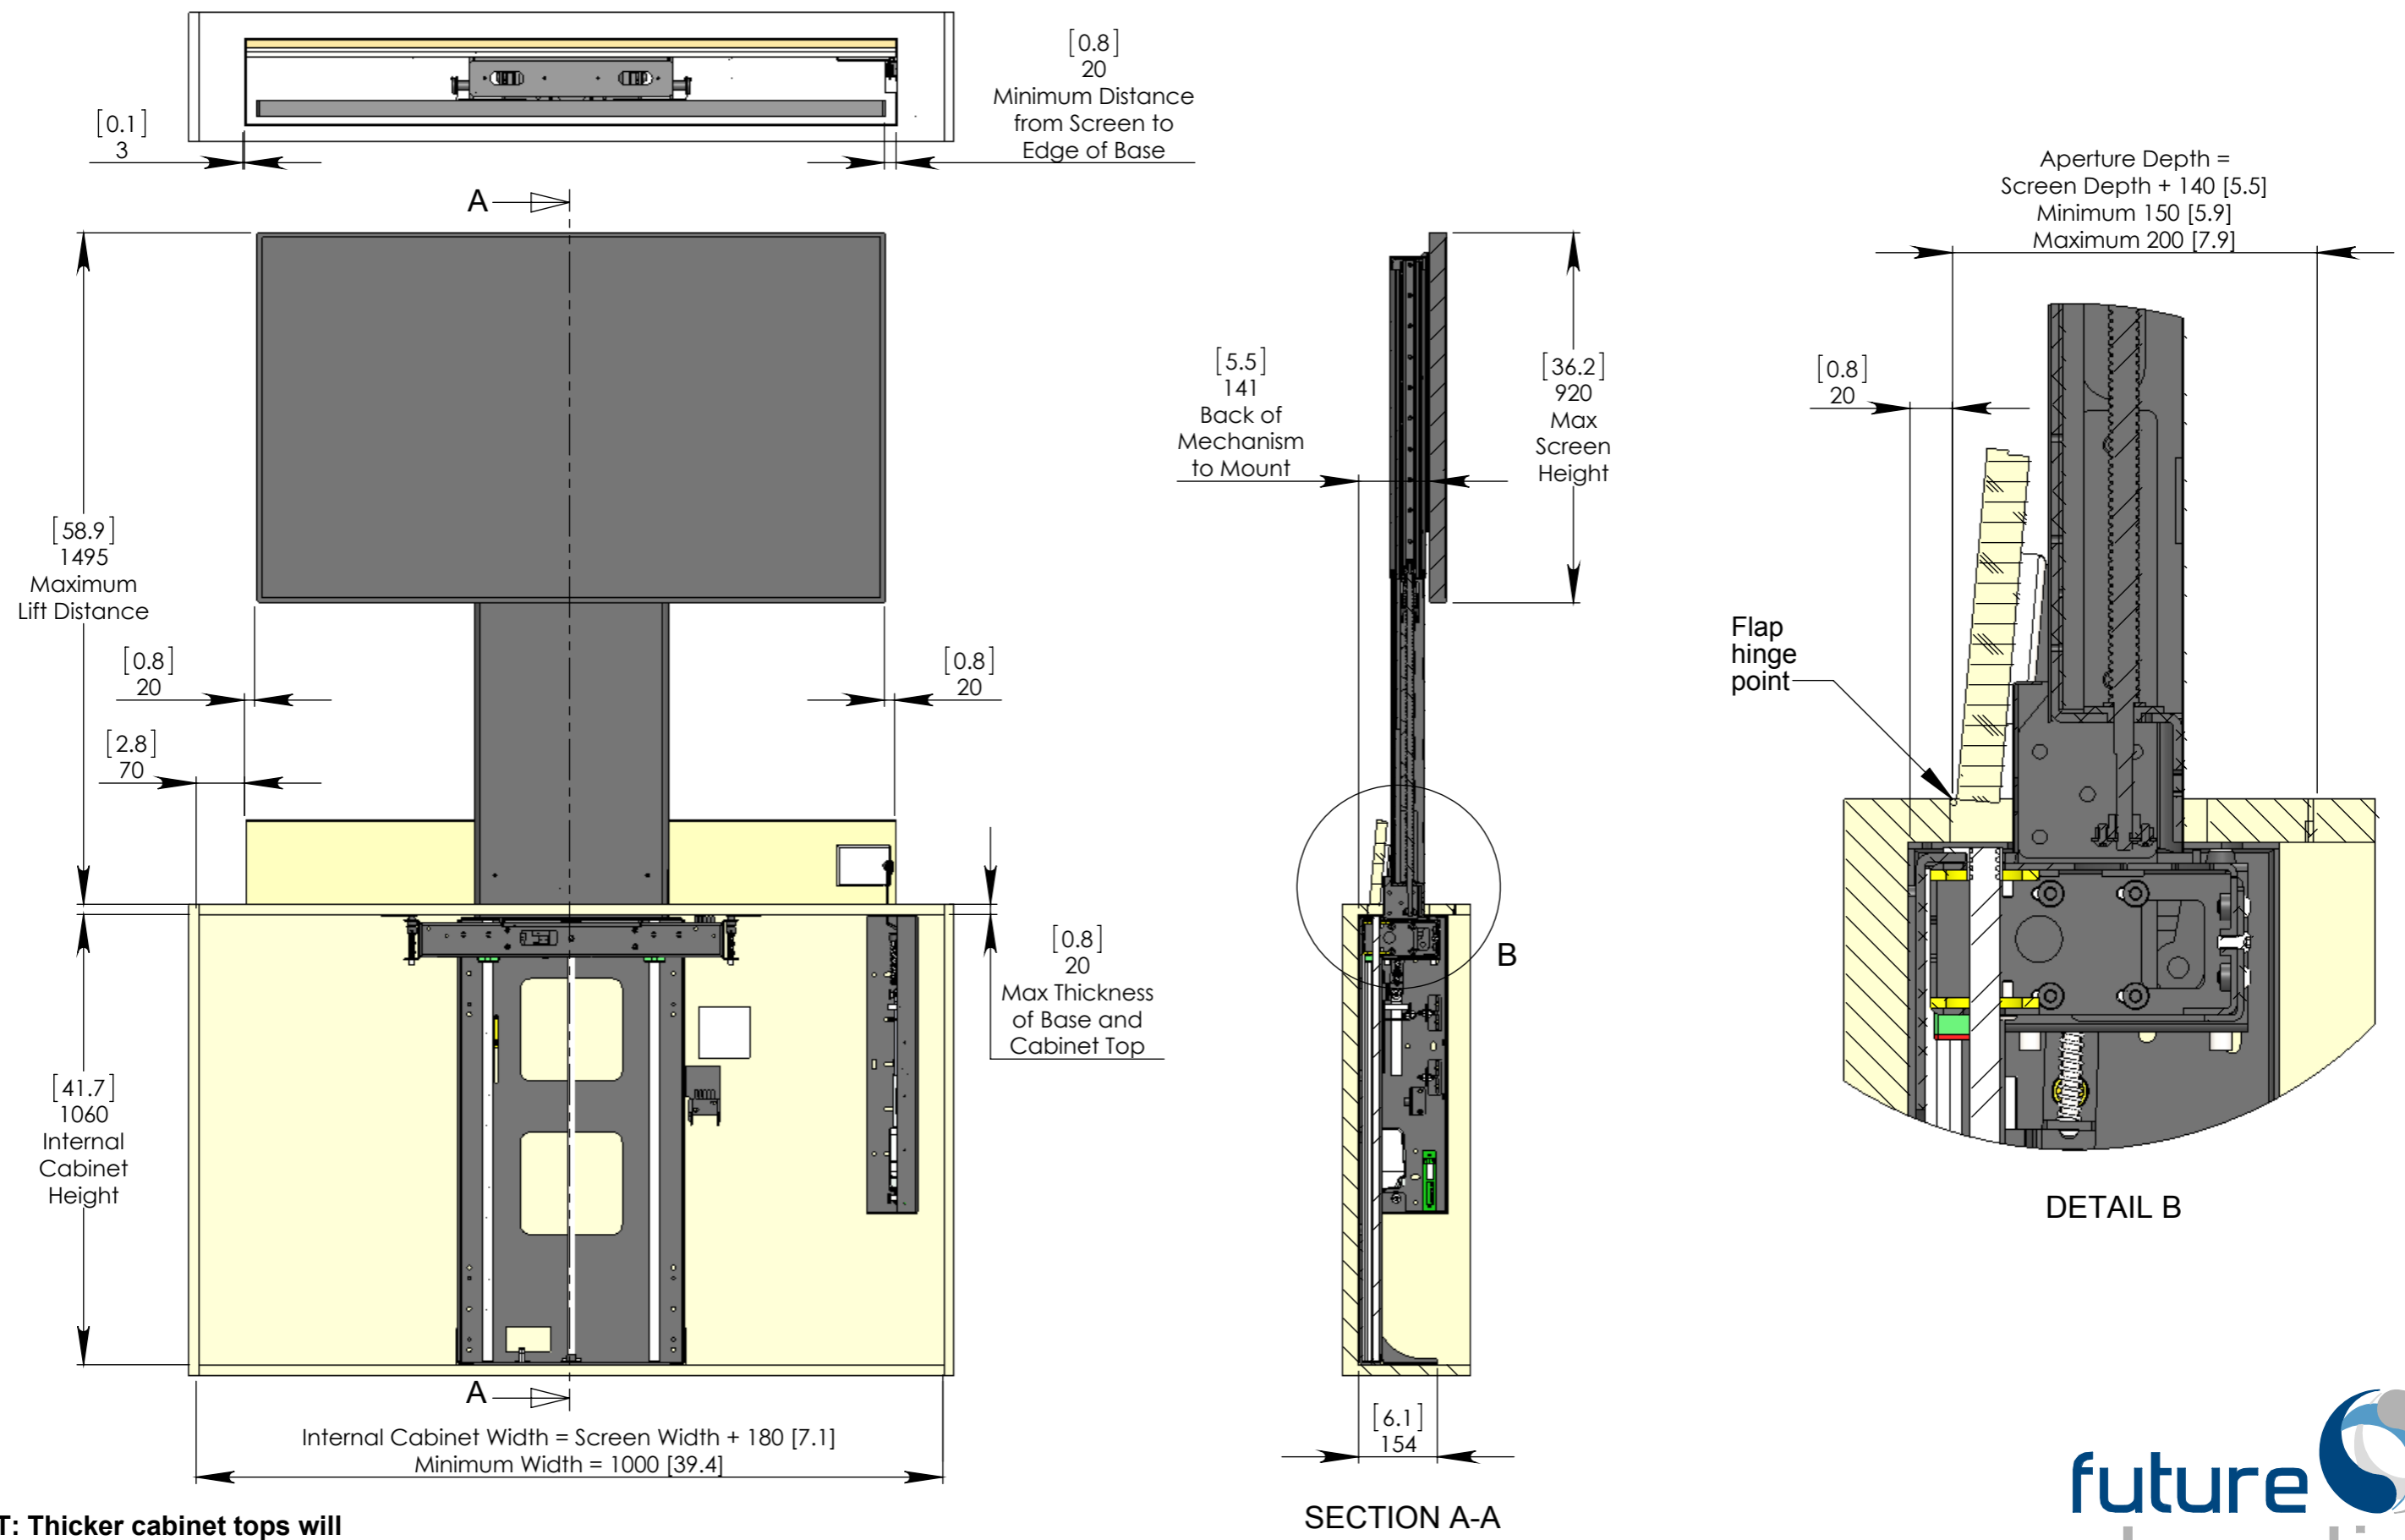 [0.8]
20
Minimum Distance
from Screen to
Edge of Base
[0.1]
3
A
[58.9]
1495
Maximum
Lift Distance
[0.8]
20
[0.8]
20
[2.8]
70
[0.8]
20
Max Thickness
of Base and
Cabinet Top
[41.7]
1060
Internal
Cabinet
Height
A
Internal Cabinet Width = Screen Width + 180 [7.1]
Minimum Width = 1000 [39.4]
T: Thicker cabinet tops will
[5.5]
141
Back of
Mechanism
to Mount
[36.2]
920
Max
Screen
Height
B
[6.1]
154
SECTION A-A
Aperture Depth =
Screen Depth + 140 [5.5]
Minimum 150 [5.9]
Maximum 200 [7.9]
[0.8]
20
Flap
hinge
point
DETAIL B
future